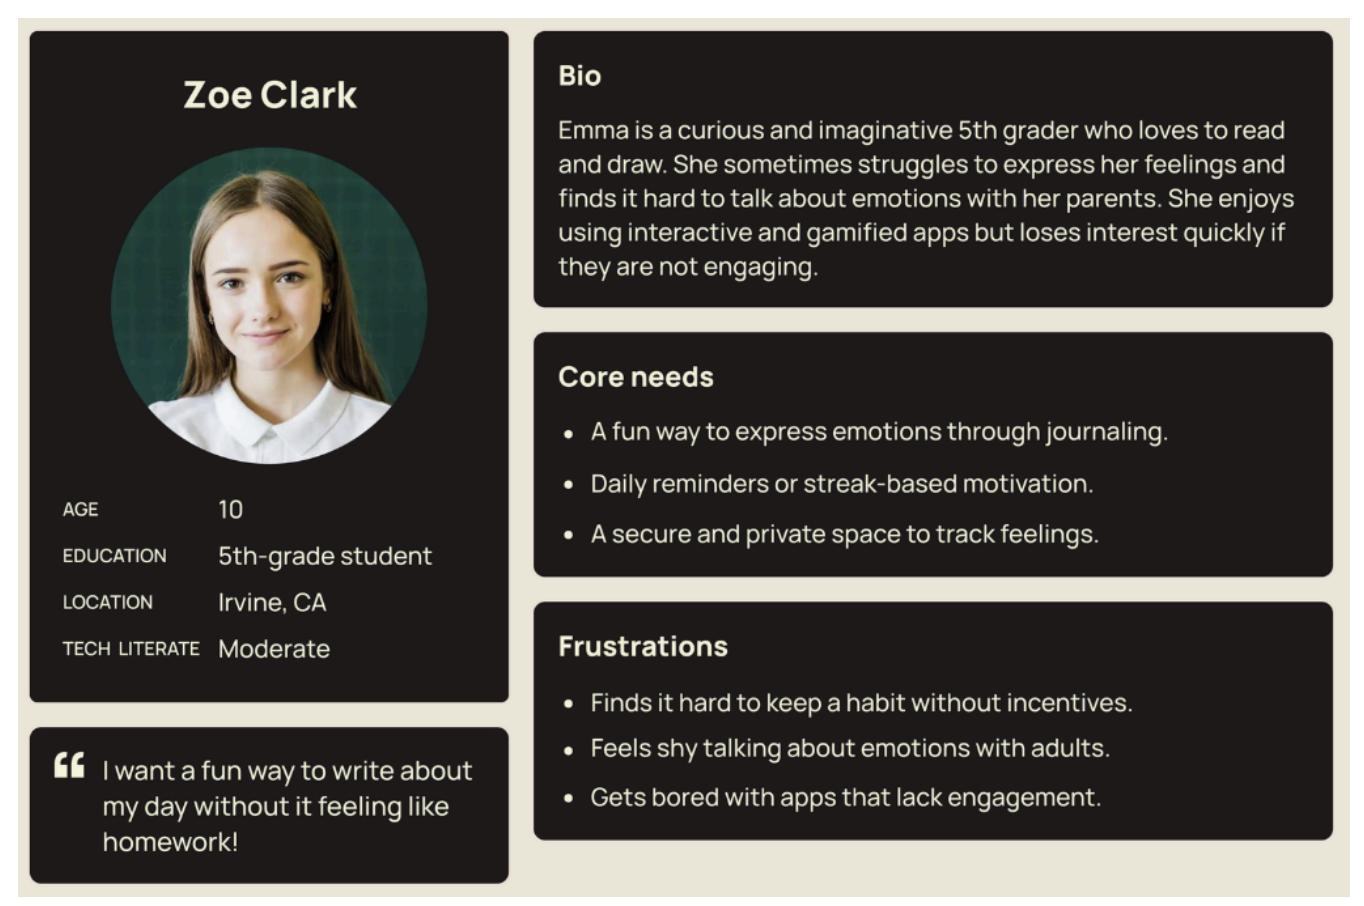 Zoe Clark
AGE 10
EDUCATION 5th-grade student
LOCATION Irvine, CA
TECH LITERATE Moderate
“ I want a fun way to write about
my day without it feeling like
homework!
Bio
Emma is a curious and imaginative 5th grader who loves to read
and draw. She sometimes struggles to express her feelings and
finds it hard to talk about emotions with her parents. She enjoys
using interactive and gamified apps but loses interest quickly if
they are not engaging.
Core needs
• A fun way to express emotions through journaling.
• Daily reminders or streak-based motivation.
• A secure and private space to track feelings.
Frustrations
• Finds it hard to keep a habit without incentives.
• Feels shy talking about emotions with adults.
• Gets bored with apps that lack engagement.